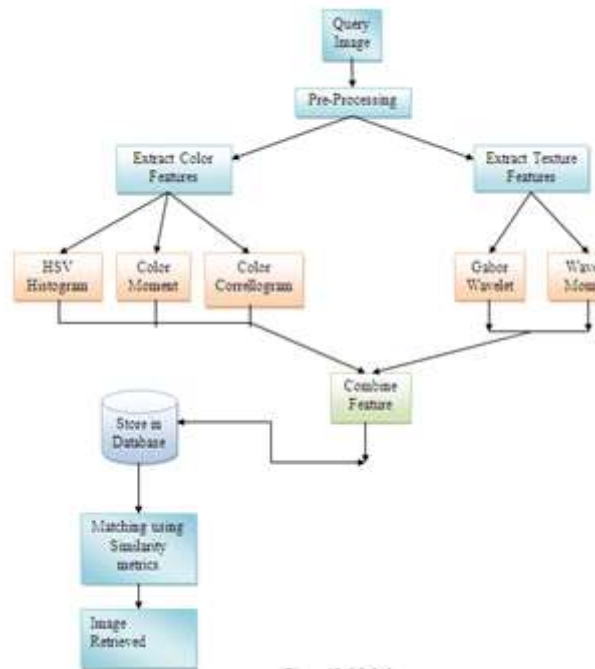 Query
Image
Pre-Processing
Extract Color
Features
Extract Texture
Features
HSV
Histogram
Color
Moment
Color
Correllogram
Gabor
Wavelet
Combine
Feature
Store in
Database
Matching using
Similarity
metrics
Image
Retrieved